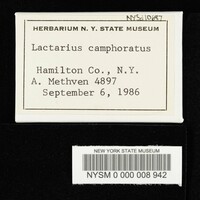 HERBARIUM N. Y. STATE MUSEUM
Lactarius camphoratus
Hamilton Co., N.Y.
A. Methven 4897
September 6, 1986
NEW YORK STATE MUSEUM
NYSM 0 000 008 942